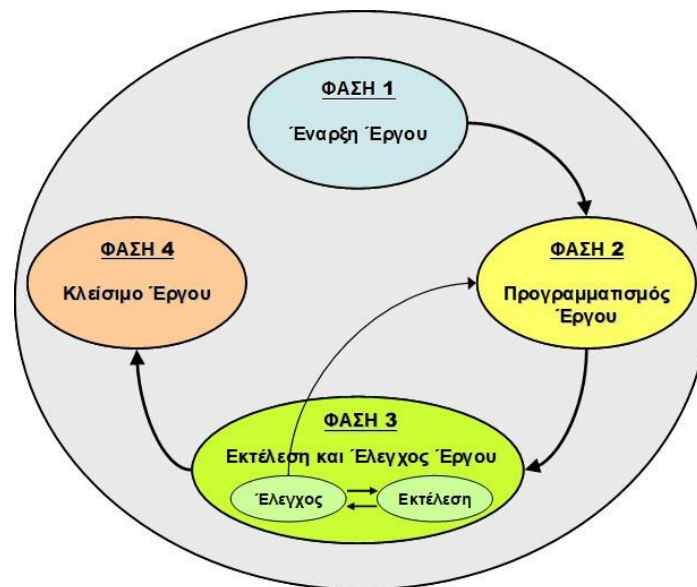 ΦΑΣΗ 1
Έναρξη Έργου
ΦΑΣΗ 2
Προγραμματισμός
Έργου
ΦΑΣΗ 3
Εκτέλεση και Έλεγχος Έργου
Έλεγχος
Εκτέλεση
ΦΑΣΗ 4
Κλείσιμο Έργου